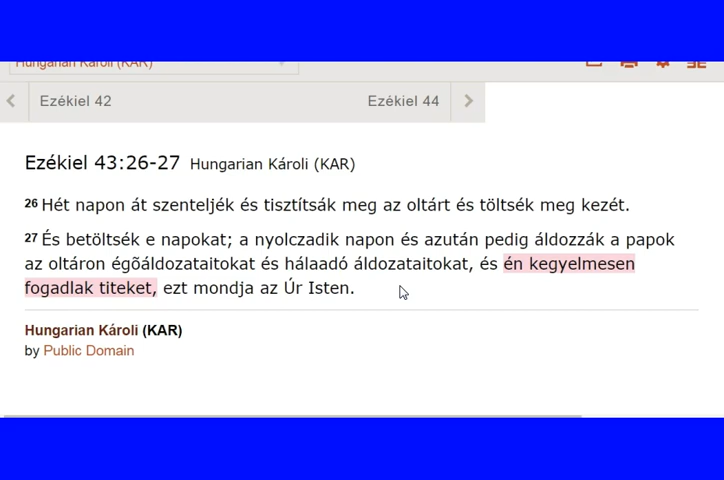 Hungarian Károli (KAR)
Ezékiel 42
Ezékiel 44
Ezékiel 43:26-27 Hungarian Károli (KAR)
26 Hét napon át szenteljék és tisztítsák meg az oltárt és töltsék meg kezét.
27 És betöltsék e napokat; a nyolczadik napon és azután pedig áldozzák a papok
az oltáron égõáldozataitokat és hálaadó áldozataitokat, és én kegyelmesen
fogadlak titeket, ezt mondja az Úr Isten.
Hungarian Károli (KAR)
by Public Domain